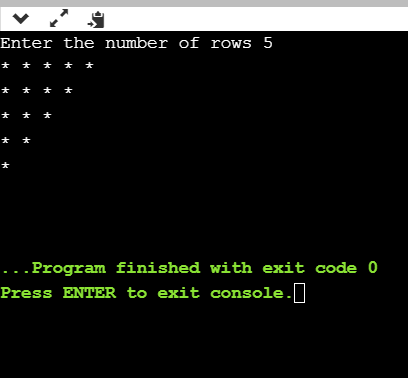 Enter the number of rows 5
* * * * *
* * * *
* * *
* *
*
...Program finished with exit code 0
Press ENTER to exit console.